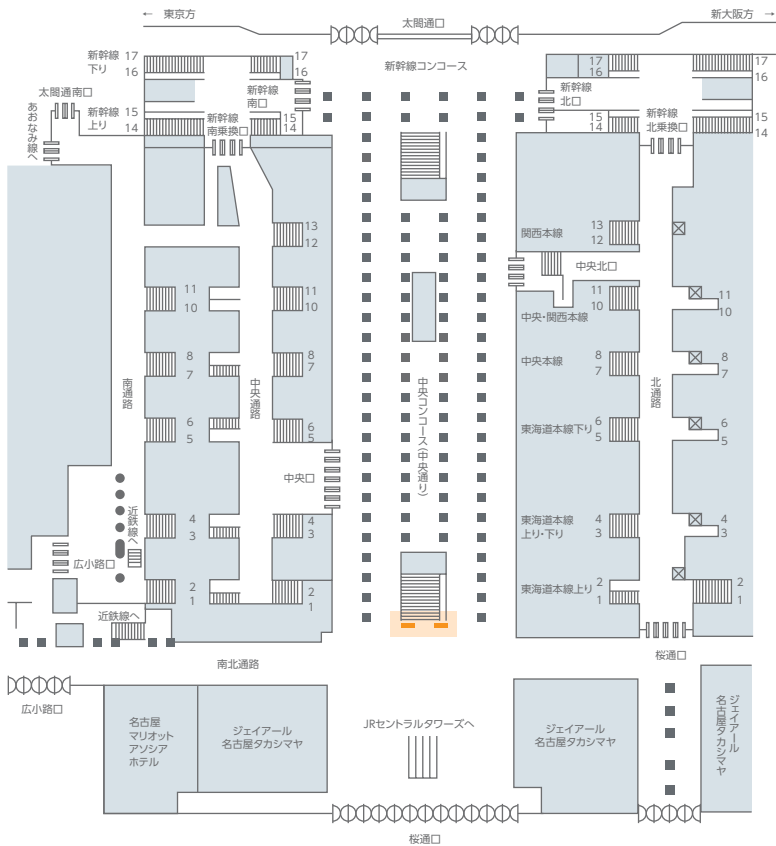 ← 東京方
太閤通口
新大阪方 →
新幹線
下り
17
16
17
16
新幹線コンコース
17
16
17
16
太閤通南口
新幹線
南口
新幹線
北口
あおなみ線へ
新幹線
上り
15
14
新幹線
南乗換口
15
14
15
14
新幹線
北乗換口
15
14
13
12
関西本線
13
12
中央北口
11
10
11
10
11
10
中央・関西本線
11
10
8
7
8
7
中央本線
8
7
8
7
南通路
中央通路
中央コンコース(中央通り)
北通路
6
5
6
5
東海道本線下り
6
5
6
5
中央口
近鉄線へ
4
3
4
3
東海道本線
上り・下り
4
3
4
3
広小路口
2
1
2
1
東海道本線上り
2
1
2
1
近鉄線へ
南北通路
桜通口
広小路口
名古屋
マリオット
アソシア
ホテル
ジェイアール
名古屋タカシマヤ
JRセントラルタワーズへ
ジェイアール
名古屋タカシマヤ
ジェイアール
名古屋タカシマヤ
桜通口